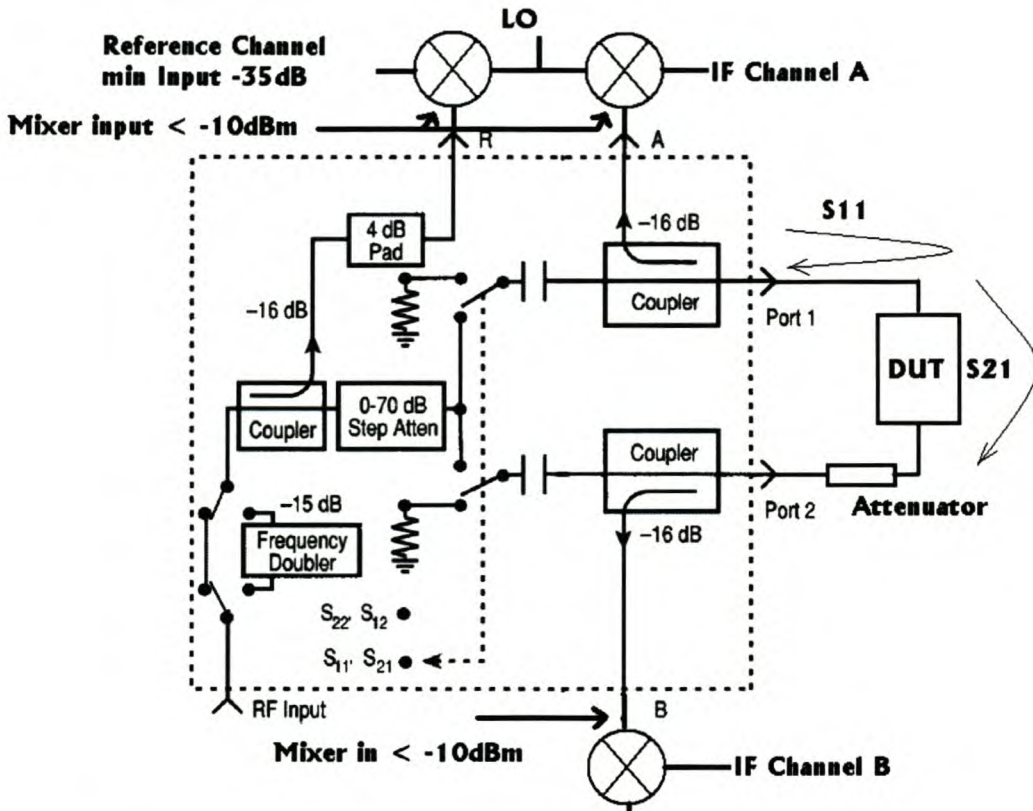 LO
Reference Channel
min Input -35dB
IF Channel A
Mixer input < -10dBm
R
A
S11
4 dB
Pad
–16 dB
–16 dB
Coupler
Port 1
DUT
S21
Coupler
0-70 dB
Step Atten
Coupler
Port 2
Attenuator
–15 dB
Frequency
Doubler
–16 dB
S22, S12
S11, S21
RF Input
B
Mixer in < -10dBm
IF Channel B